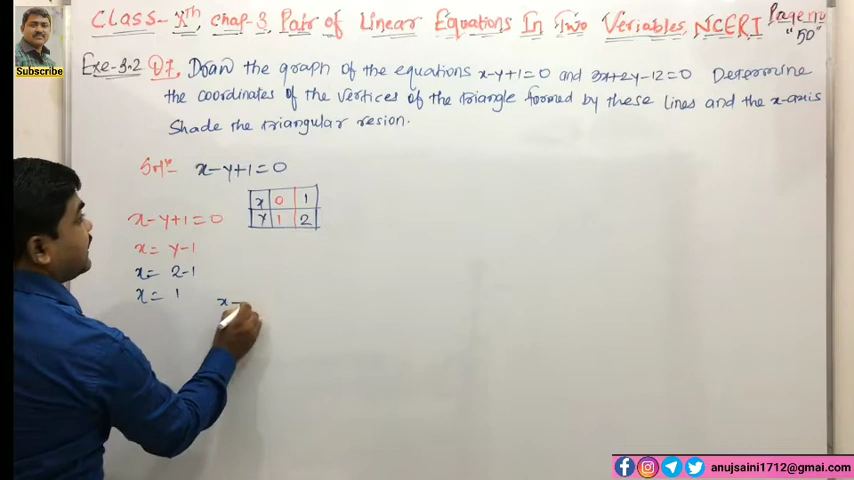 Class-Xth chap-3 Pair of Linear Equations In Two Variables, NCERT Page no "50"
Subscribe
Exe-3.2 Q7, Draw the graph of the equations x-y+1=0 and 3x+2y-12=0 Determine
the coordinates of the vertices of the triangle formed by these lines and the x-axis
Shade the triangular resion.
Solⁿ- x-y+1=0
x 0 1
y 1 2
x-y+1=0
x= y-1
x= 2-1
x= 1
x-
anujsaini1712@gmai.com